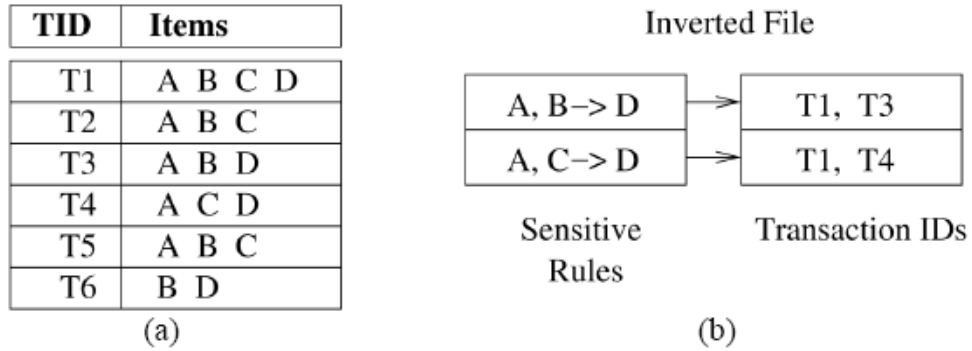 TID Items
T1 A B C D
T2 A B C
T3 A B D
T4 A C D
T5 A B C
T6 B D
(a)
Inverted File
A, B−> D T1, T3
A, C−> D T1, T4
Sensitive Rules
Transaction IDs
(b)